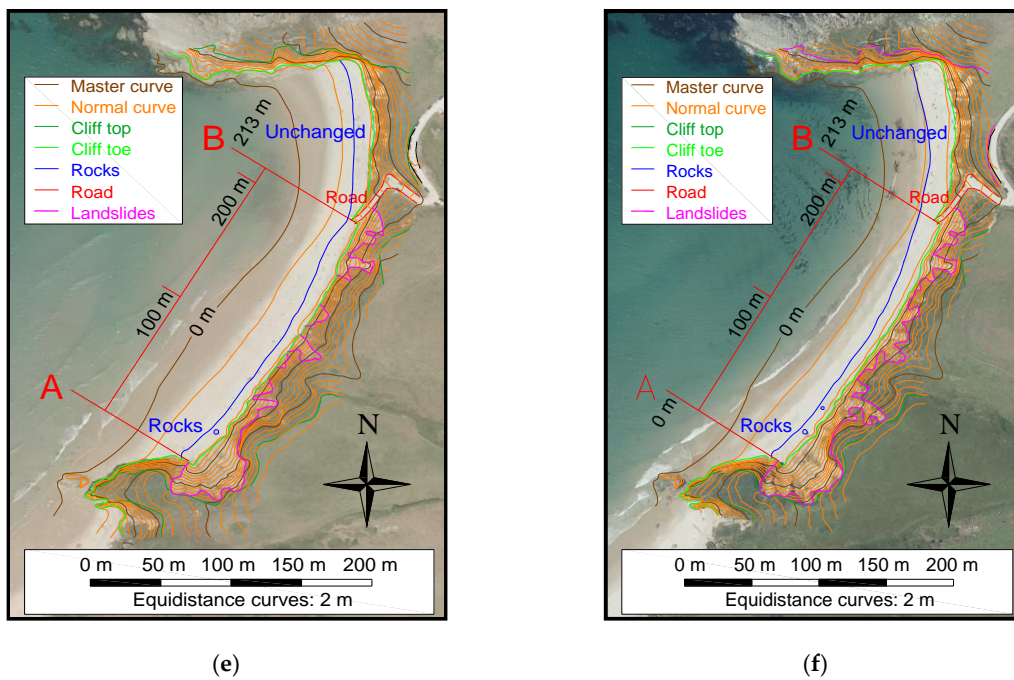 Master curve
Normal curve
Cliff top
Cliff toe
Rocks
Road
Landslides
B
213 m
Unchanged
200 m
Road
100 m
0 m
A
Rocks
N
0 m 50 m 100 m 150 m 200 m
Equidistance curves: 2 m
(e)
Master curve
Normal curve
Cliff top
Cliff toe
Rocks
Road
Landslides
B
213 m
Unchanged
200 m
Road
100 m
0 m
A
0 m
Rocks
N
0 m 50 m 100 m 150 m 200 m
Equidistance curves: 2 m
(f)